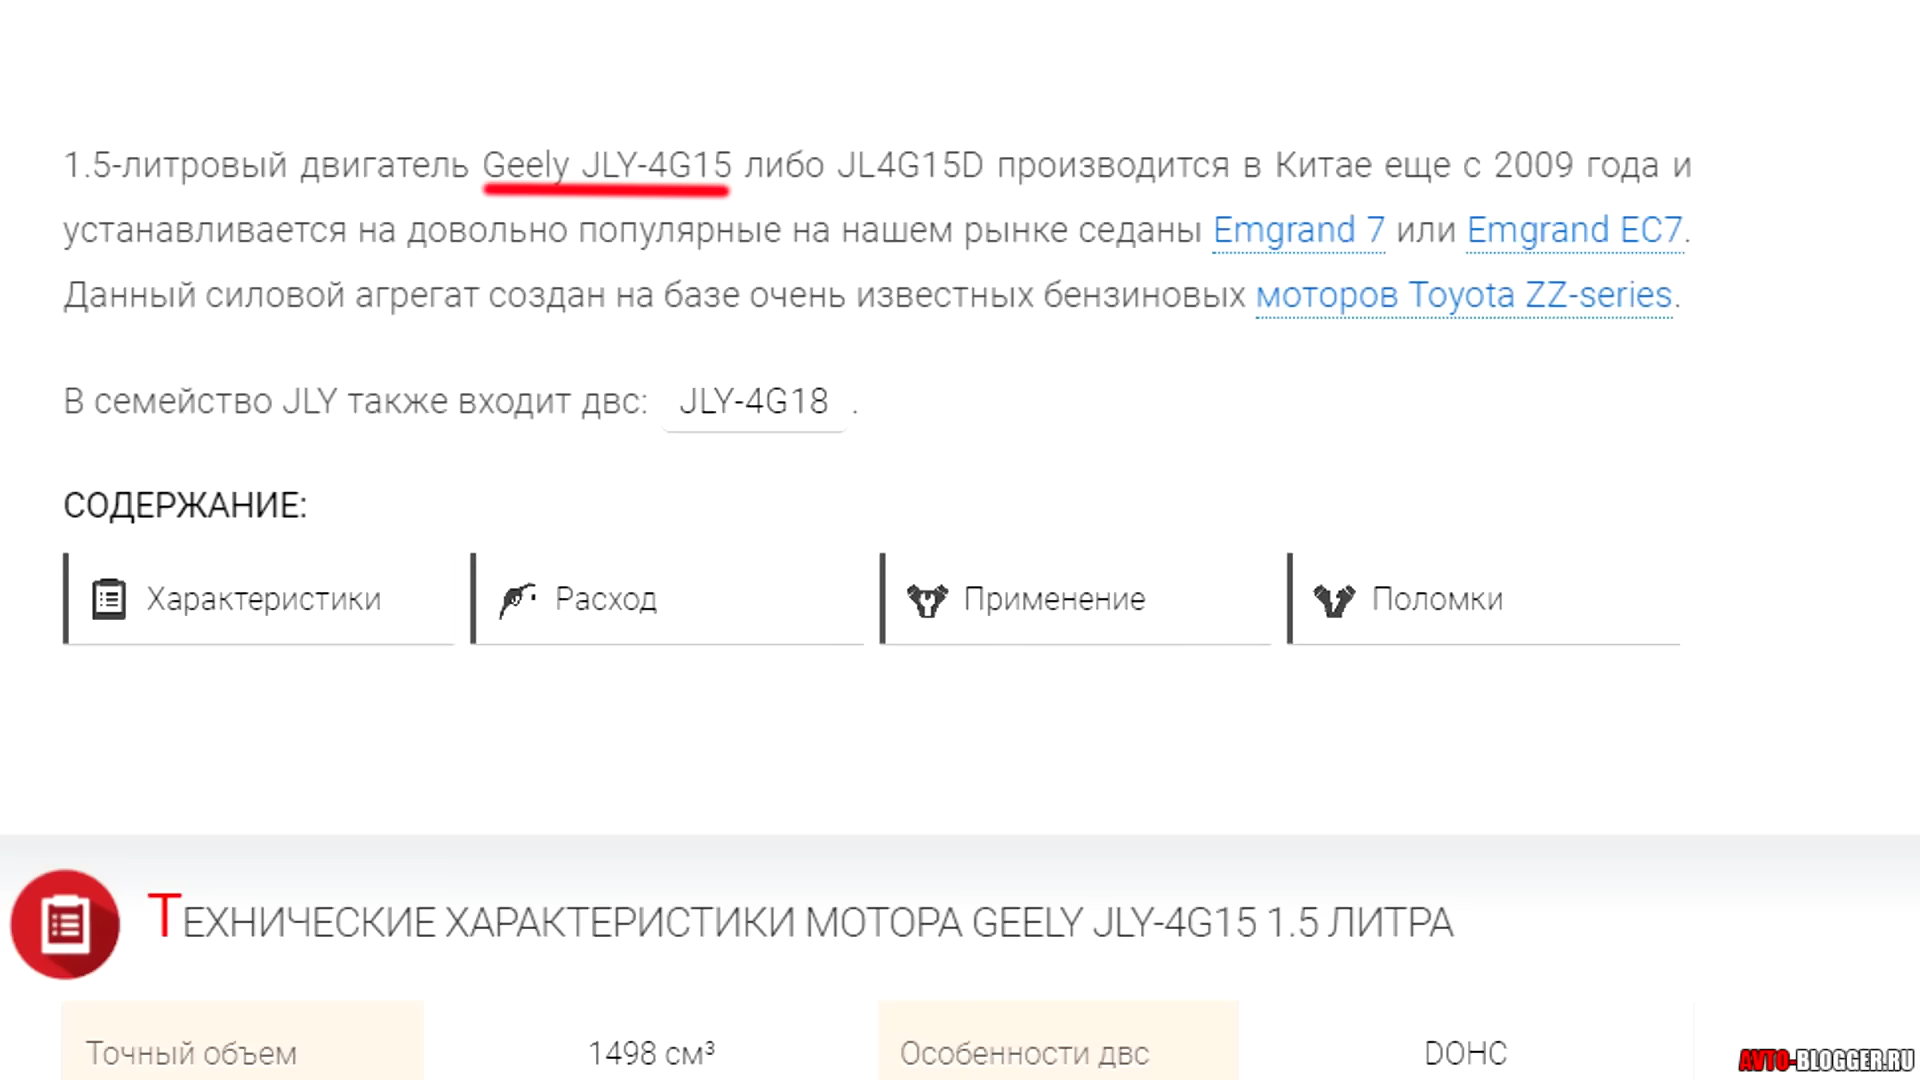 1.5-литровый двигатель Geely JLY-4G15 либо JL4G15D производится в Китае еще с 2009 года и
устанавливается на довольно популярные на нашем рынке седаны Emgrand 7 или Emgrand EC7.
Данный силовой агрегат создан на базе очень известных бензиновых моторов Toyota ZZ-series.
В семейство JLY также входит двс: JLY-4G18 .
СОДЕРЖАНИЕ:
Характеристики Расход Применение Поломки
ТЕХНИЧЕСКИЕ ХАРАКТЕРИСТИКИ МОТОРА GEELY JLY-4G15 1.5 ЛИТРА
Точный объем 1498 см³ Особенности двс DOHC
AVTO-BLOGGER.RU